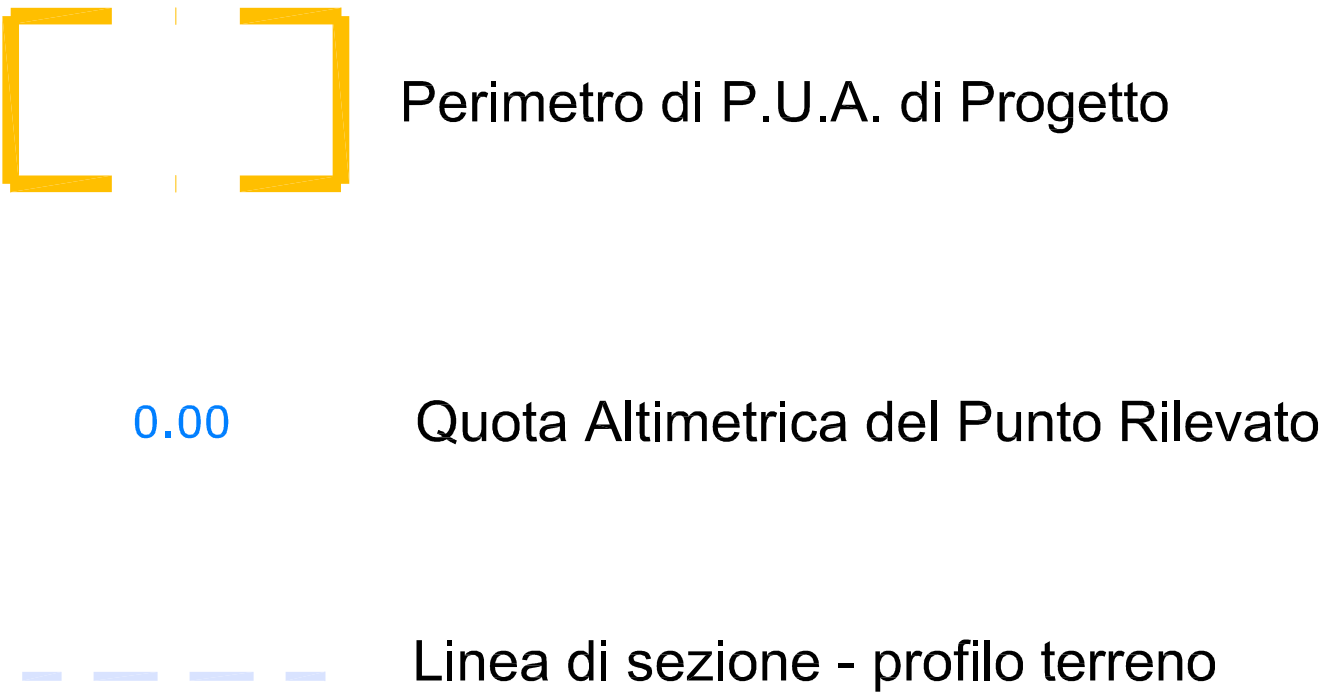 Perimetro di P.U.A. di Progetto
0.00 Quota Altimetrica del Punto Rilevato
Linea di sezione - profilo terreno